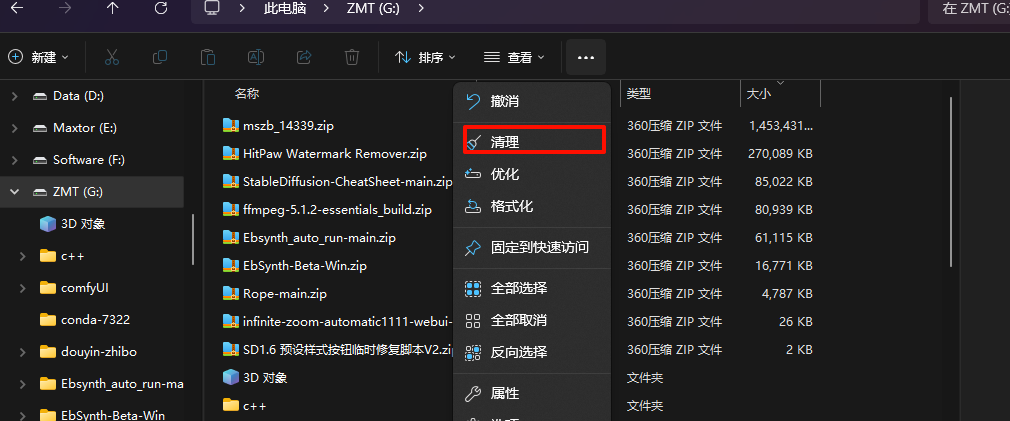 此电脑 ZMT (G:) 在 ZMT (G:)
新建 排序 查看
Data (D:)
Maxtor (E:)
Software (F:)
ZMT (G:)
3D 对象
c++
comfyUI
conda-7322
douyin-zhibo
Ebsynth_auto_run-ma
EbSynth-Beta-Win
名称 类型 大小
mszb_14339.zip 360压缩 ZIP 文件 1,453,431...
HitPaw Watermark Remover.zip 360压缩 ZIP 文件 270,089 KB
StableDiffusion-CheatSheet-main.zip 360压缩 ZIP 文件 85,022 KB
ffmpeg-5.1.2-essentials_build.zip 360压缩 ZIP 文件 80,939 KB
Ebsynth_auto_run-main.zip 360压缩 ZIP 文件 61,115 KB
EbSynth-Beta-Win.zip 360压缩 ZIP 文件 16,771 KB
Rope-main.zip 360压缩 ZIP 文件 4,787 KB
infinite-zoom-automatic1111-webui- 360压缩 ZIP 文件 26 KB
SD1.6 预设样式按钮临时修复脚本V2.zip 360压缩 ZIP 文件 2 KB
3D 对象 文件夹
c++ 文件夹
撤消
清理
优化
格式化
固定到快速访问
全部选择
全部取消
反向选择
属性